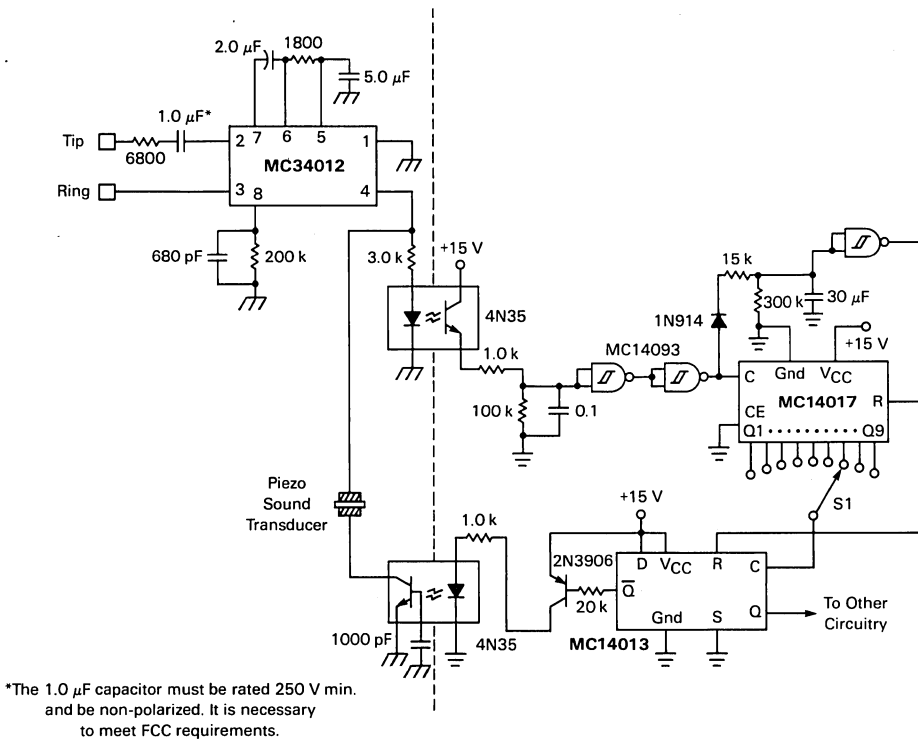 2.0 μF
1800
5.0 μF
1.0 μF*
Tip
6800
2
7
6
5
1
MC34012
Ring
3
8
4
680 pF
200 k
3.0 k
+15 V
4N35
1.0 k
100 k
0.1
MC14093
1N914
15 k
300 k
30 μF
+15 V
C
Gnd
VCC
MC14017
R
CE
Q1 . . . . . . . . . Q9
S1
Piezo
Sound
Transducer
1.0 k
+15 V
2N3906
20 k
D
VCC
R
C
Q̅
Gnd
S
Q
To Other
Circuitry
MC14013
1000 pF
4N35
*The 1.0 μF capacitor must be rated 250 V min.
and be non-polarized. It is necessary
to meet FCC requirements.